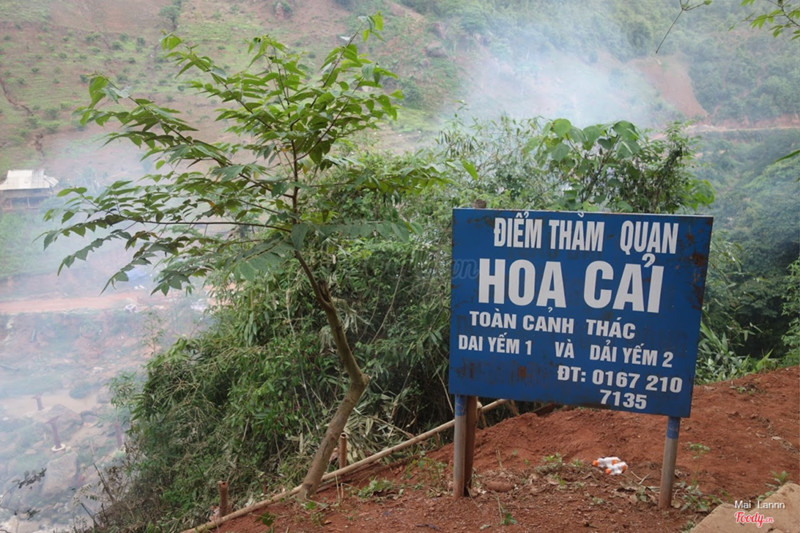 ĐIỂM THĂM QUAN
HOA CẢI
TOÀN CẢNH THÁC
DAI YẾM 1 VÀ DẢI YẾM 2
ĐT: 0167 210
7135
Mai Lannn
Foody.vn